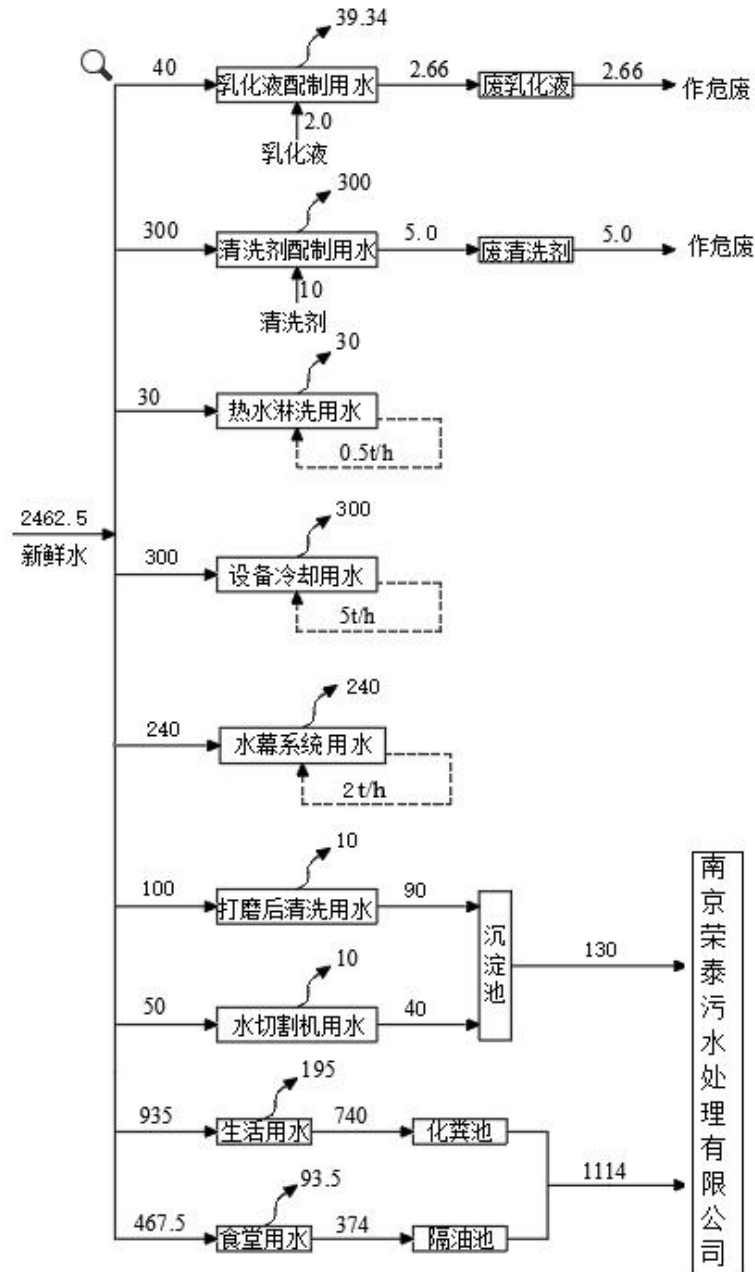 39.34
40
乳化液配制用水
2.66
废乳化液
2.66
作危废
2.0
乳化液
300
300
清洗剂配制用水
5.0
废清洗剂
5.0
作危废
10
清洗剂
30
30
热水淋洗用水
0.5t/h
2462.5
新鲜水
300
300
设备冷却用水
5t/h
240
240
水幕系统用水
2t/h
10
100
打磨后清洗用水
90
沉淀池
130
10
50
水切割机用水
40
195
935
生活用水
740
化粪池
1114
93.5
467.5
食堂用水
374
隔油池
南京荣泰污水处理有限公司